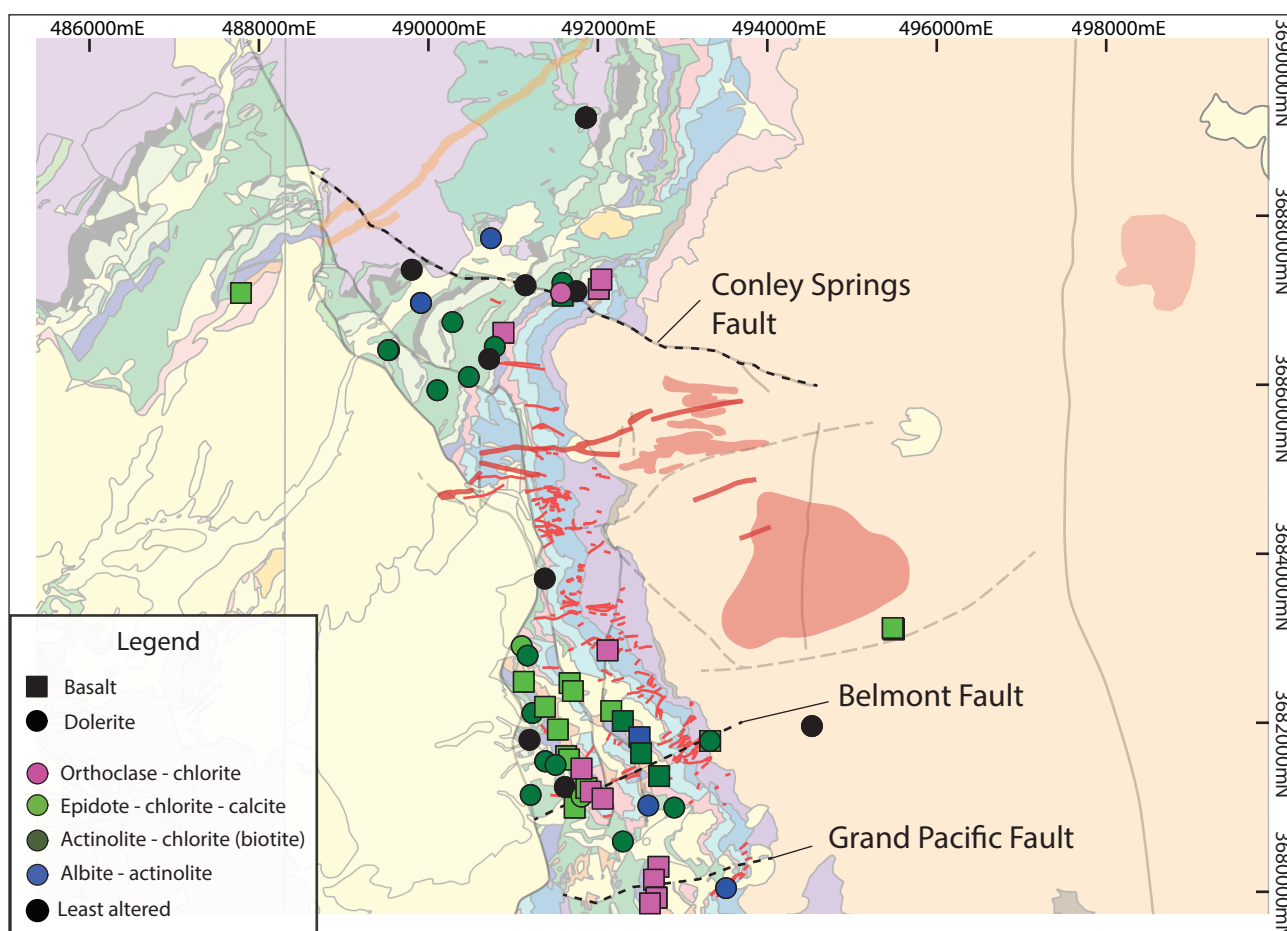 486000mE 488000mE 490000mE 492000mE 494000mE 496000mE 498000mE
3690000mN
3688000mN
Conley Springs
Fault
3686000mN
3684000mN
Legend
Basalt
Dolerite
Orthoclase - chlorite
Epidote - chlorite - calcite
Actinolite - chlorite (biotite)
Albite - actinolite
Least altered
Belmont Fault
3682000mN
Grand Pacific Fault
3680000mN